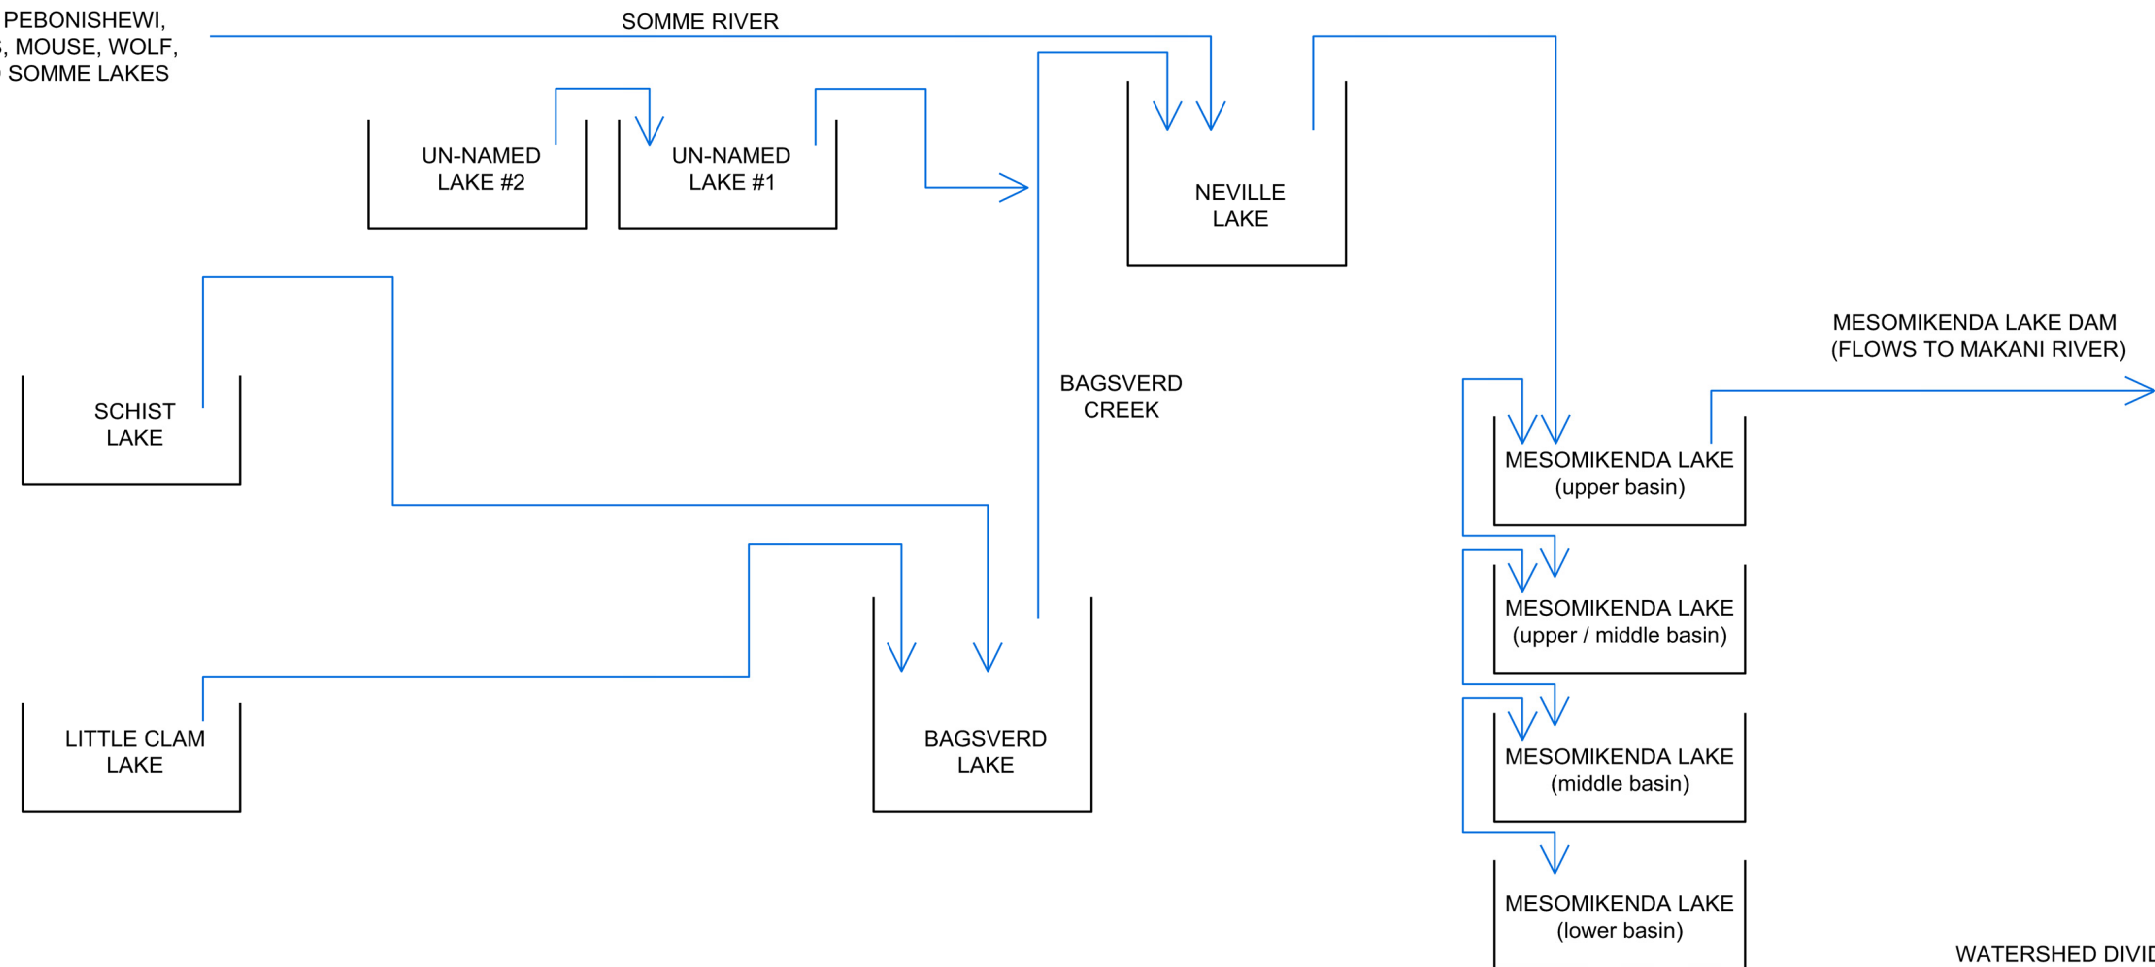 PEBONISHEWI,
, MOUSE, WOLF,
SOMME LAKES
SOMME RIVER
UN-NAMED
LAKE #2
UN-NAMED
LAKE #1
NEVILLE
LAKE
MESOMIKENDA LAKE DAM
(FLOWS TO MAKANI RIVER)
SCHIST
LAKE
BAGSVERD
CREEK
MESOMIKENDA LAKE
(upper basin)
MESOMIKENDA LAKE
(upper / middle basin)
LITTLE CLAM
LAKE
BAGSVERD
LAKE
MESOMIKENDA LAKE
(middle basin)
MESOMIKENDA LAKE
(lower basin)
WATERSHED DIVID